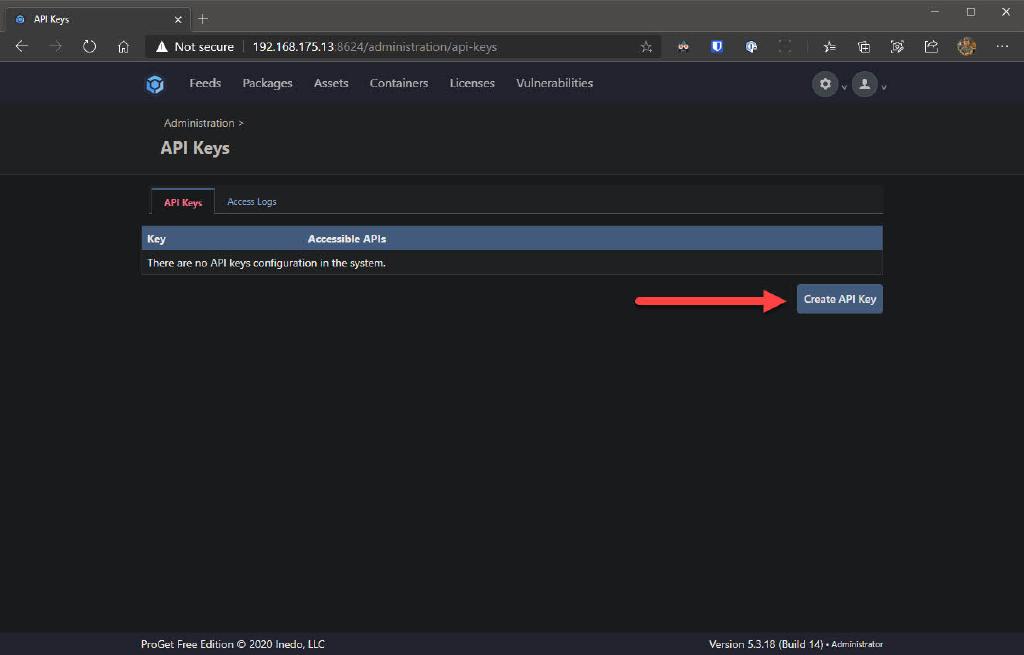 API Keys
Not secure 192.168.175.13:8624/administration/api-keys
Feeds Packages Assets Containers Licenses Vulnerabilities
Administration >
API Keys
API Keys Access Logs
Key Accessible APIs
There are no API keys configuration in the system.
Create API Key
ProGet Free Edition © 2020 Inedo, LLC Version 5.3.18 (Build 14) • Administrator